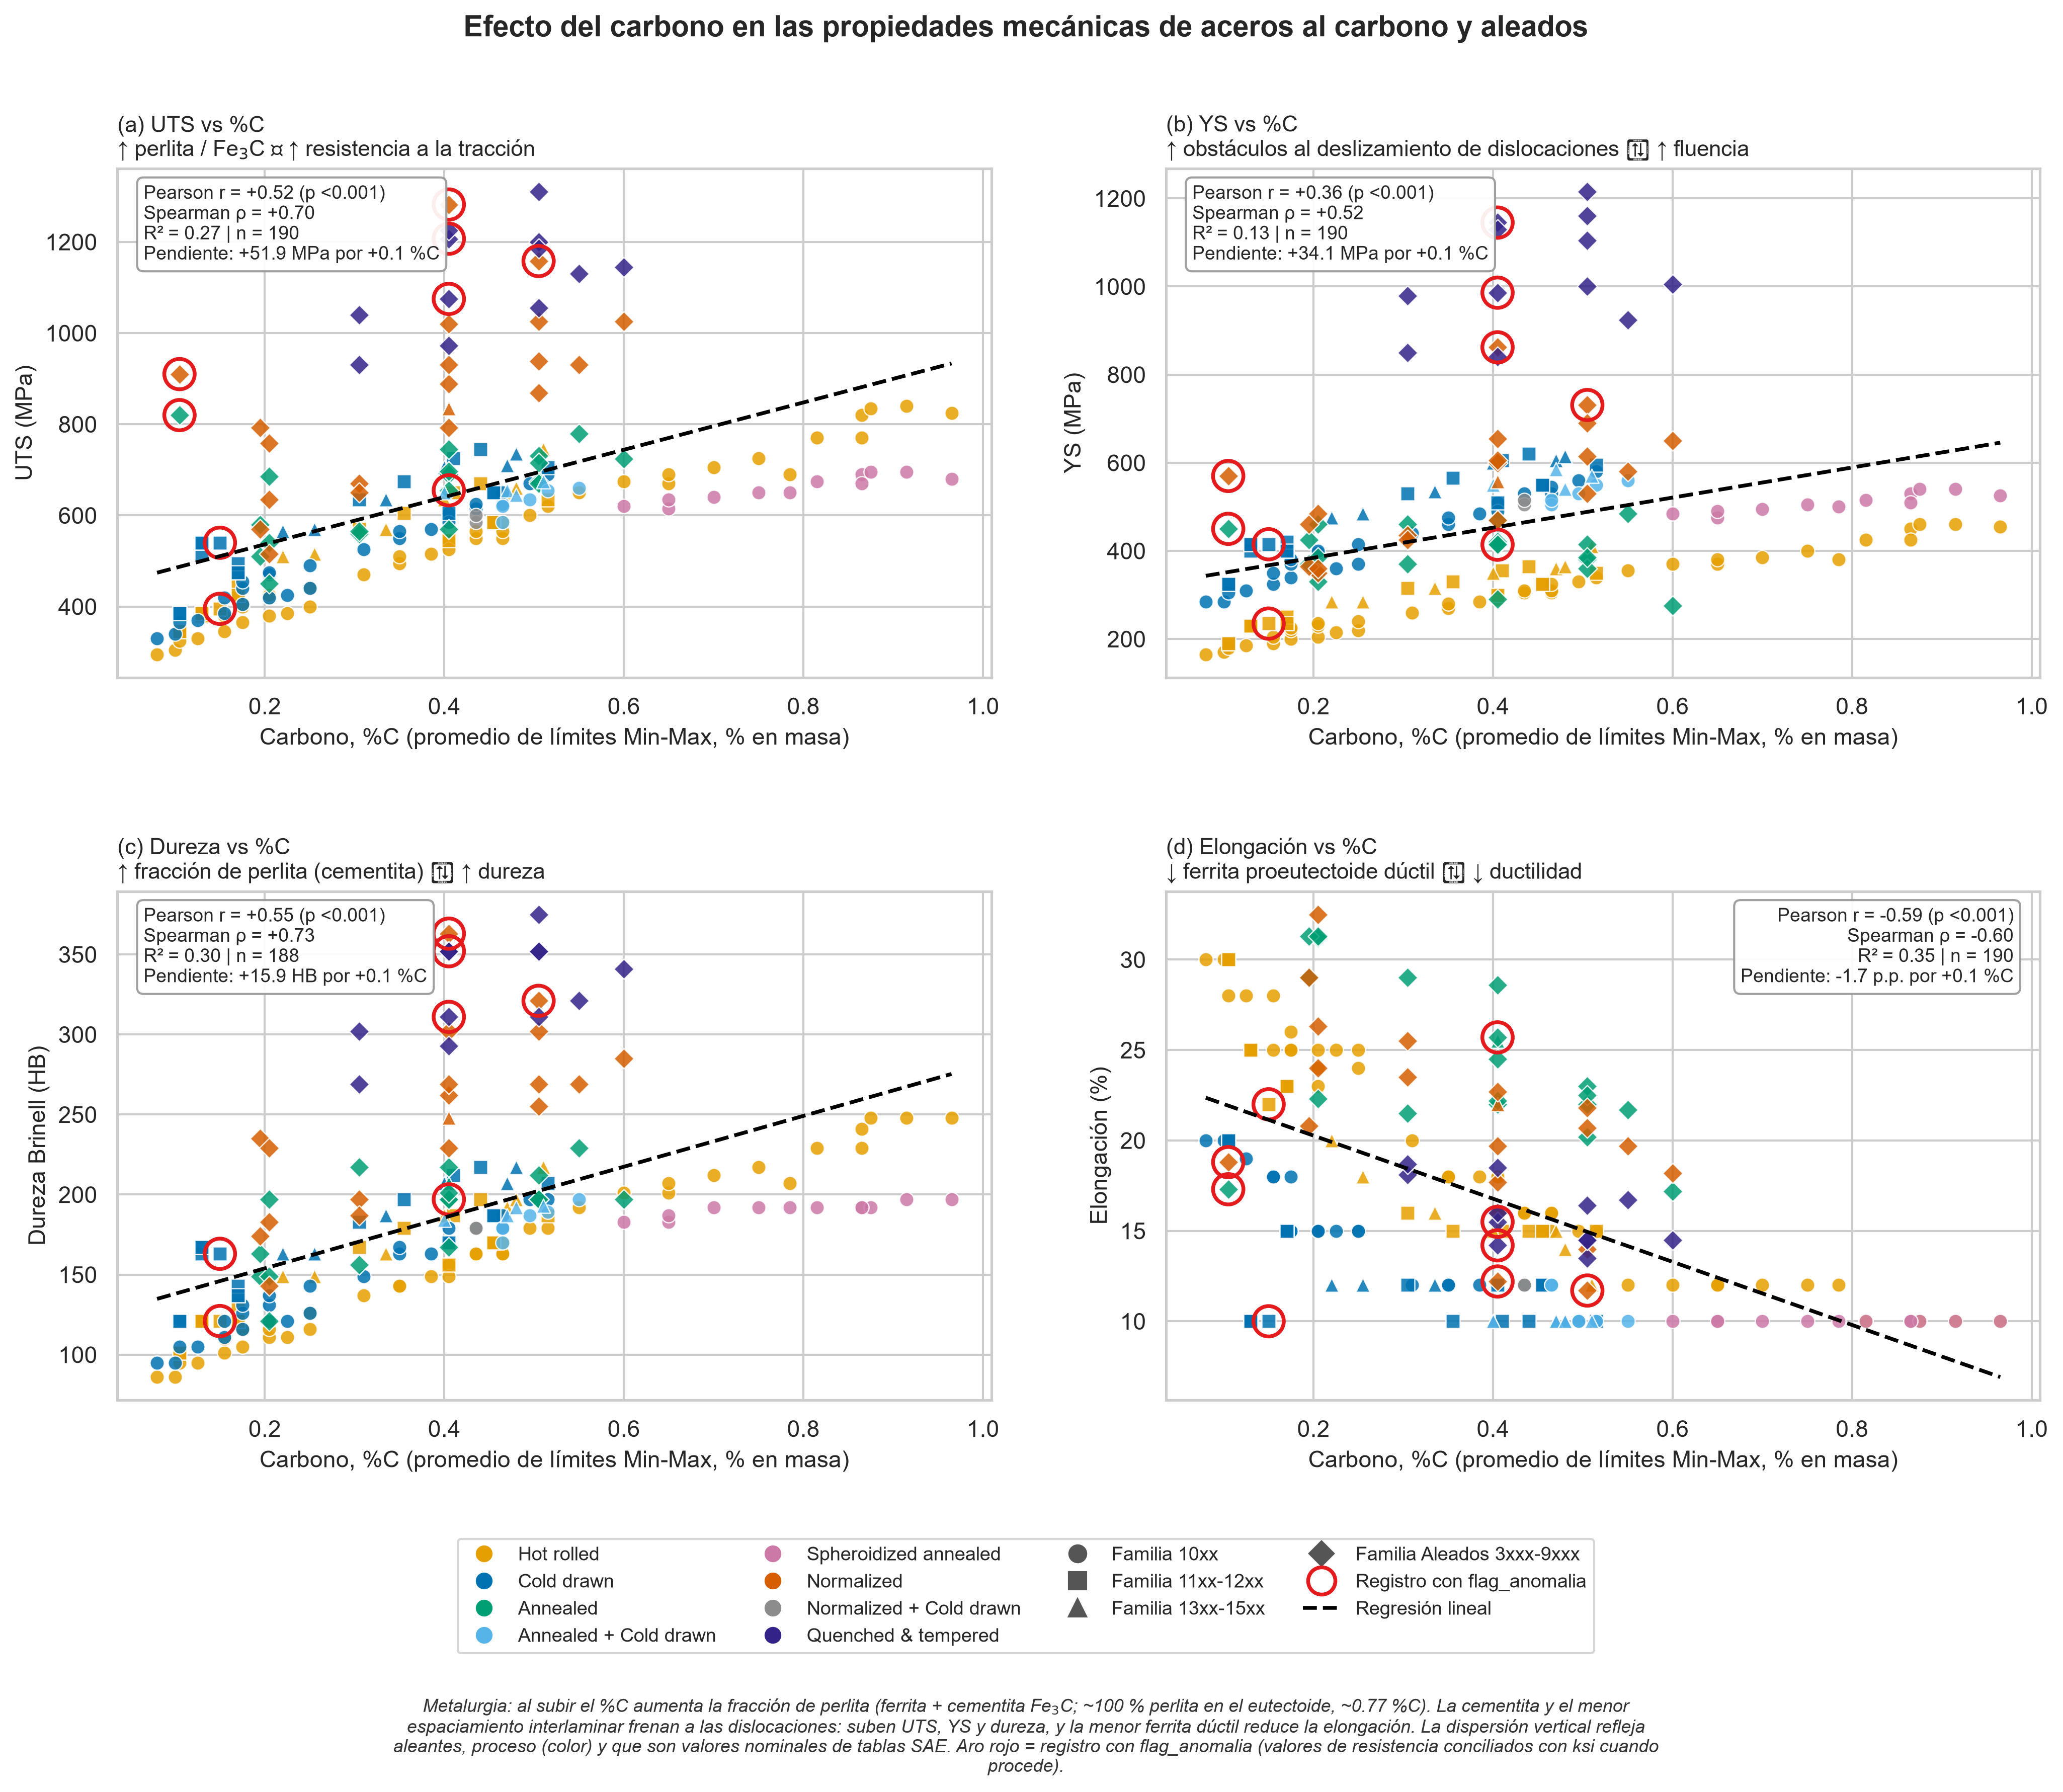 Efecto del carbono en las propiedades mecánicas de aceros al carbono y aleados
(a) UTS vs %C
↑ perlita / Fe₃C ¤ ↑ resistencia a la tracción
Pearson r = +0.52 (p <0.001)
Spearman ρ = +0.70
R² = 0.27 | n = 190
Pendiente: +51.9 MPa por +0.1 %C
UTS (MPa)
1200
1000
800
600
400
0.2 0.4 0.6 0.8 1.0
Carbono, %C (promedio de límites Min-Max, % en masa)
(b) YS vs %C
↑ obstáculos al deslizamiento de dislocaciones ⇅ ↑ fluencia
Pearson r = +0.36 (p <0.001)
Spearman ρ = +0.52
R² = 0.13 | n = 190
Pendiente: +34.1 MPa por +0.1 %C
YS (MPa)
1200
1000
800
600
400
200
0.2 0.4 0.6 0.8 1.0
Carbono, %C (promedio de límites Min-Max, % en masa)
(c) Dureza vs %C
↑ fracción de perlita (cementita) ⇅ ↑ dureza
Pearson r = +0.55 (p <0.001)
Spearman ρ = +0.73
R² = 0.30 | n = 188
Pendiente: +15.9 HB por +0.1 %C
Dureza Brinell (HB)
350
300
250
200
150
100
0.2 0.4 0.6 0.8 1.0
Carbono, %C (promedio de límites Min-Max, % en masa)
(d) Elongación vs %C
↓ ferrita proeutectoide dúctil ⇅ ↓ ductilidad
Pearson r = -0.59 (p <0.001)
Spearman ρ = -0.60
R² = 0.35 | n = 190
Pendiente: -1.7 p.p. por +0.1 %C
Elongación (%)
30
25
20
15
10
0.2 0.4 0.6 0.8 1.0
Carbono, %C (promedio de límites Min-Max, % en masa)
Hot rolled
Cold drawn
Annealed
Annealed + Cold drawn
Spheroidized annealed
Normalized
Normalized + Cold drawn
Quenched & tempered
Familia 10xx
Familia 11xx-12xx
Familia 13xx-15xx
Familia Aleados 3xxx-9xxx
Registro con flag_anomalia
Regresión lineal
Metalurgia: al subir el %C aumenta la fracción de perlita (ferrita + cementita Fe₃C; ~100 % perlita en el eutectoide, ~0.77 %C). La cementita y el menor
espaciamiento interlaminar frenan a las dislocaciones: suben UTS, YS y dureza, y la menor ferrita dúctil reduce la elongación. La dispersión vertical refleja
aleantes, proceso (color) y que son valores nominales de tablas SAE. Aro rojo = registro con flag_anomalia (valores de resistencia conciliados con ksi cuando
procede).